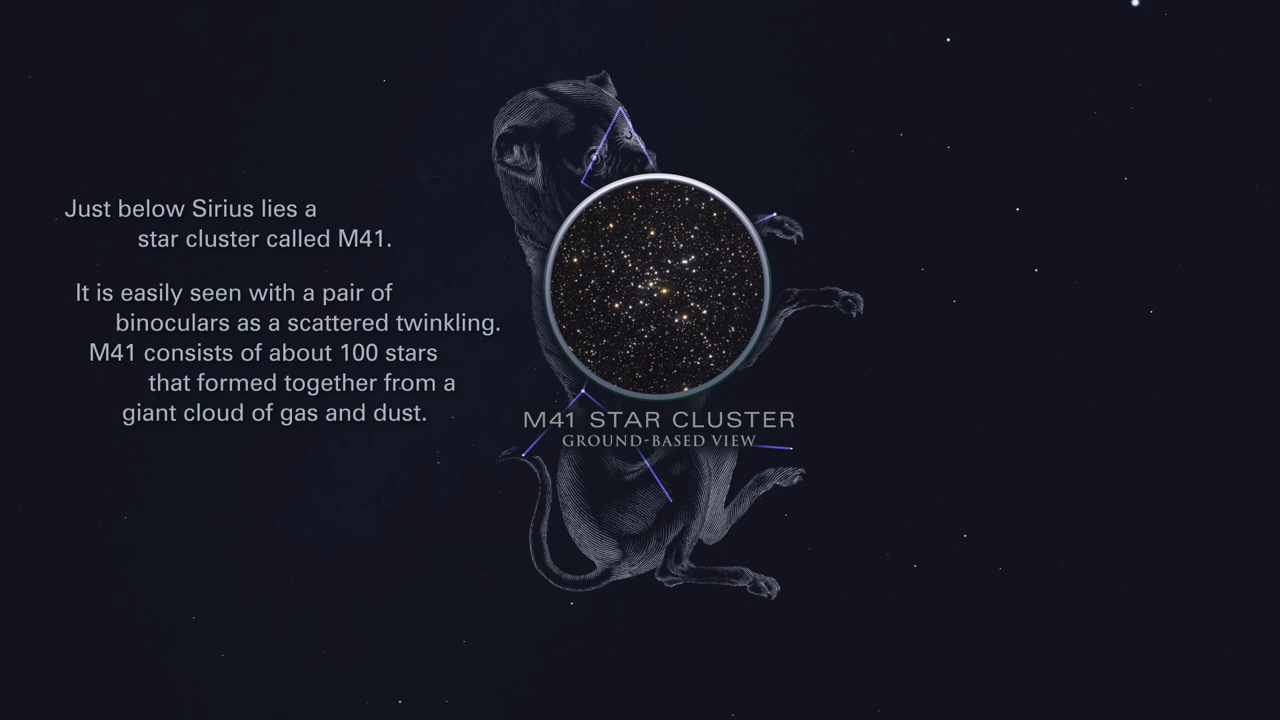 Just below Sirius lies a
star cluster called M41.
It is easily seen with a pair of
binoculars as a scattered twinkling.
M41 consists of about 100 stars
that formed together from a
giant cloud of gas and dust.
M41 STAR CLUSTER
GROUND-BASED VIEW